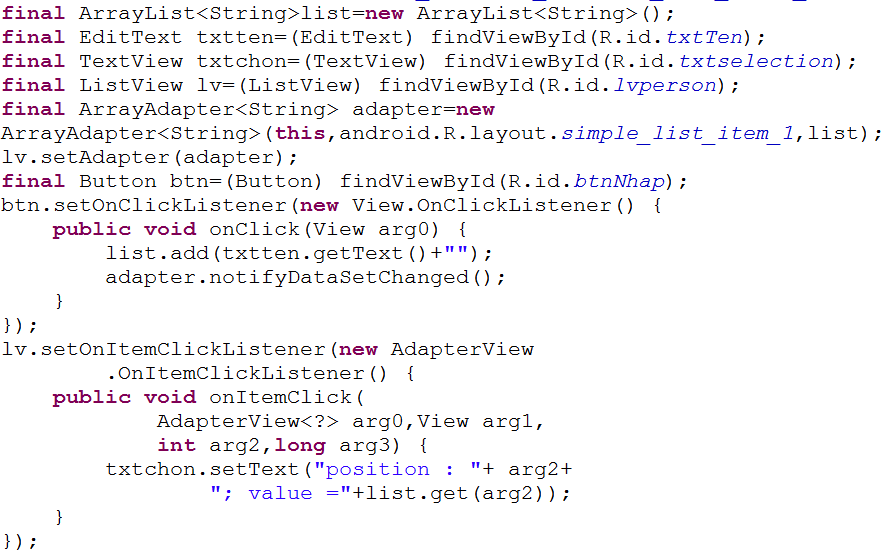 final ArrayList<String>list=new ArrayList<String>();
final EditText txtten=(EditText) findViewById(R.id.txtTen);
final TextView txtchon=(TextView) findViewById(R.id.txtselection);
final ListView lv=(ListView) findViewById(R.id.lvperson);
final ArrayAdapter<String> adapter=new
ArrayAdapter<String>(this,android.R.layout.simple_list_item_1,list);
lv.setAdapter(adapter);
final Button btn=(Button) findViewById(R.id.btnNhap);
btn.setOnClickListener(new View.OnClickListener() {
    public void onClick(View arg0) {
        list.add(txtten.getText()+"");
        adapter.notifyDataSetChanged();
    }
});
lv.setOnItemClickListener(new AdapterView
        .OnItemClickListener() {
    public void onItemClick(
            AdapterView<?> arg0,View arg1,
            int arg2,long arg3) {
        txtchon.setText("position : "+ arg2+
                "; value ="+list.get(arg2));
    }
});